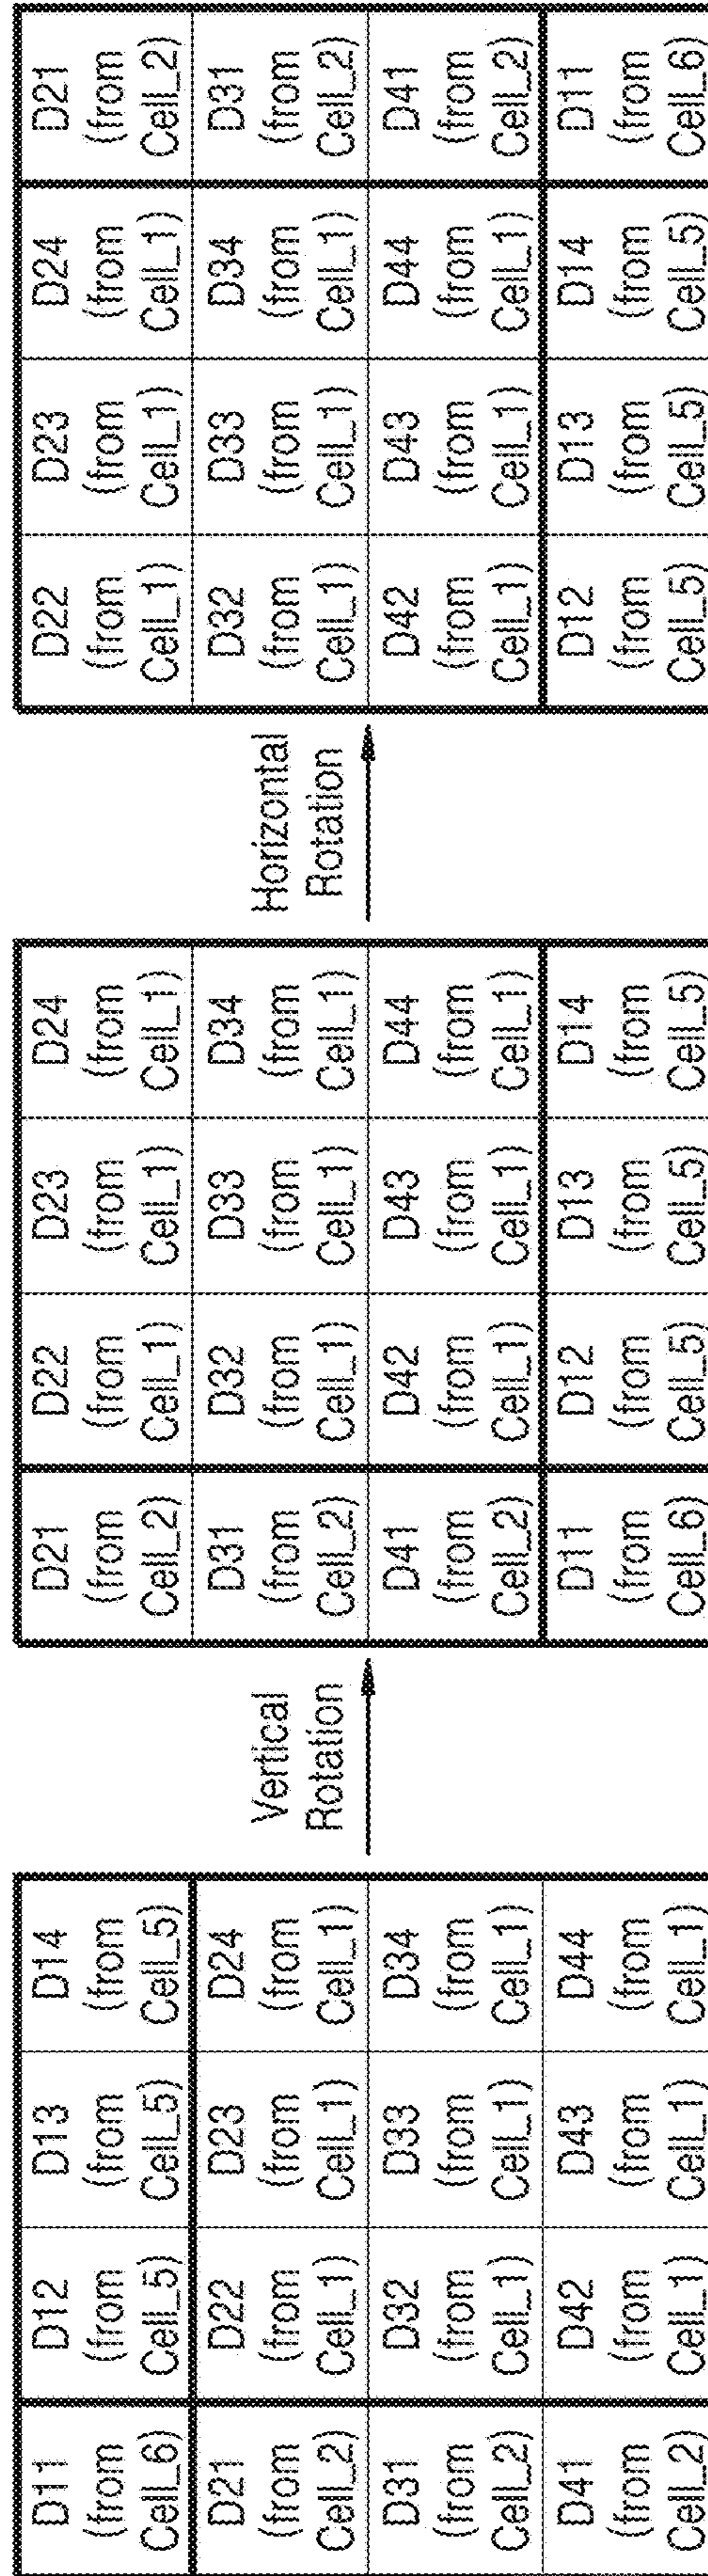 D11 (from Cell_6)
D12 (from Cell_5)
D13 (from Cell_5)
D14 (from Cell_5)
D21 (from Cell_2)
D22 (from Cell_1)
D23 (from Cell_1)
D24 (from Cell_1)
D31 (from Cell_2)
D32 (from Cell_1)
D33 (from Cell_1)
D34 (from Cell_1)
D41 (from Cell_2)
D42 (from Cell_1)
D43 (from Cell_1)
D44 (from Cell_1)
Vertical
Rotation
D21 (from Cell_2)
D22 (from Cell_1)
D23 (from Cell_1)
D24 (from Cell_1)
D31 (from Cell_2)
D32 (from Cell_1)
D33 (from Cell_1)
D34 (from Cell_1)
D41 (from Cell_2)
D42 (from Cell_1)
D43 (from Cell_1)
D44 (from Cell_1)
D11 (from Cell_6)
D12 (from Cell_5)
D13 (from Cell_5)
D14 (from Cell_5)
Horizontal
Rotation
D22 (from Cell_1)
D23 (from Cell_1)
D24 (from Cell_1)
D21 (from Cell_2)
D32 (from Cell_1)
D33 (from Cell_1)
D34 (from Cell_1)
D31 (from Cell_2)
D42 (from Cell_1)
D43 (from Cell_1)
D44 (from Cell_1)
D41 (from Cell_2)
D12 (from Cell_5)
D13 (from Cell_5)
D14 (from Cell_5)
D11 (from Cell_6)